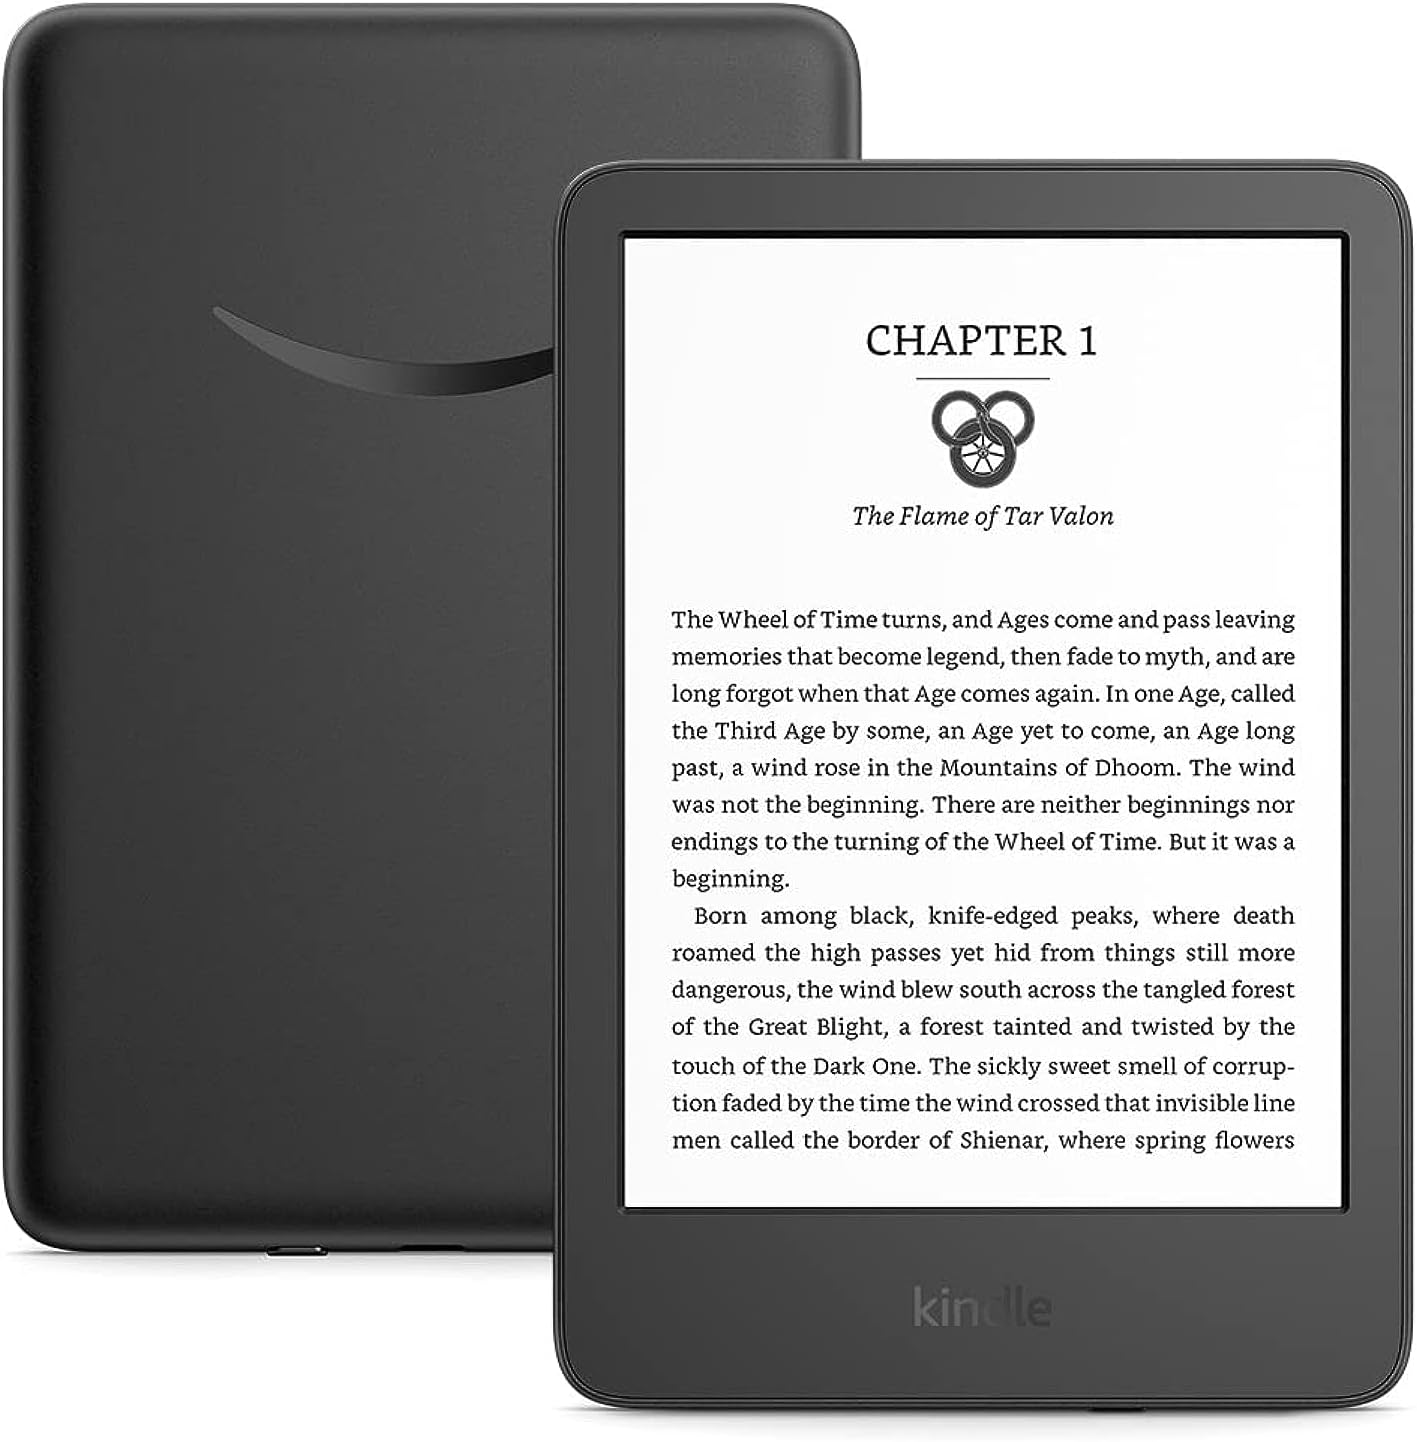 CHAPTER 1
The Flame of Tar Valon
The Wheel of Time turns, and Ages come and pass leaving
memories that become legend, then fade to myth, and are
long forgot when that Age comes again. In one Age, called
the Third Age by some, an Age yet to come, an Age long
past, a wind rose in the Mountains of Dhoom. The wind
was not the beginning. There are neither beginnings nor
endings to the turning of the Wheel of Time. But it was a
beginning.
Born among black, knife-edged peaks, where death
roamed the high passes yet hid from things still more
dangerous, the wind blew south across the tangled forest
of the Great Blight, a forest tainted and twisted by the
touch of the Dark One. The sickly sweet smell of corrup-
tion faded by the time the wind crossed that invisible line
men called the border of Shienar, where spring flowers
kindle